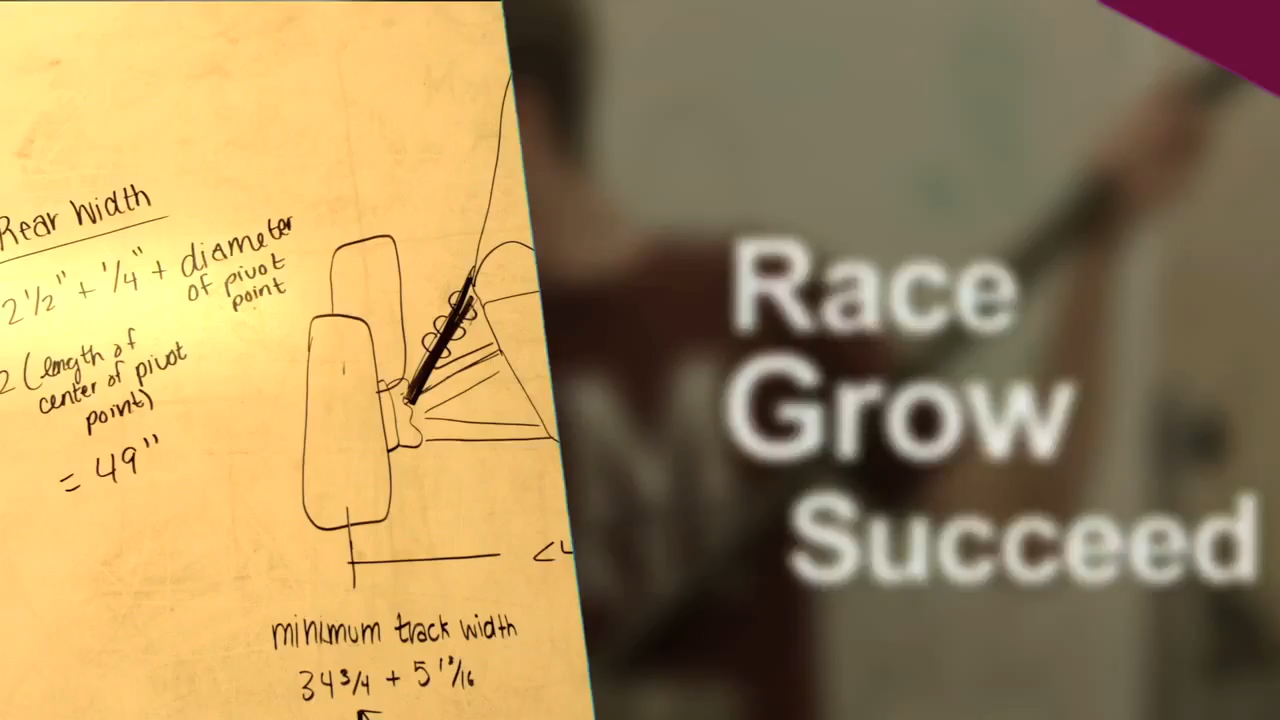 Rear Width
2 1/2" + 1/4" + diameter
of pivot
point
2 (length of
center of pivot
point)
= 49"
<4
minimum track width
34 3/4 + 5 13/16
Race
Grow
Succeed